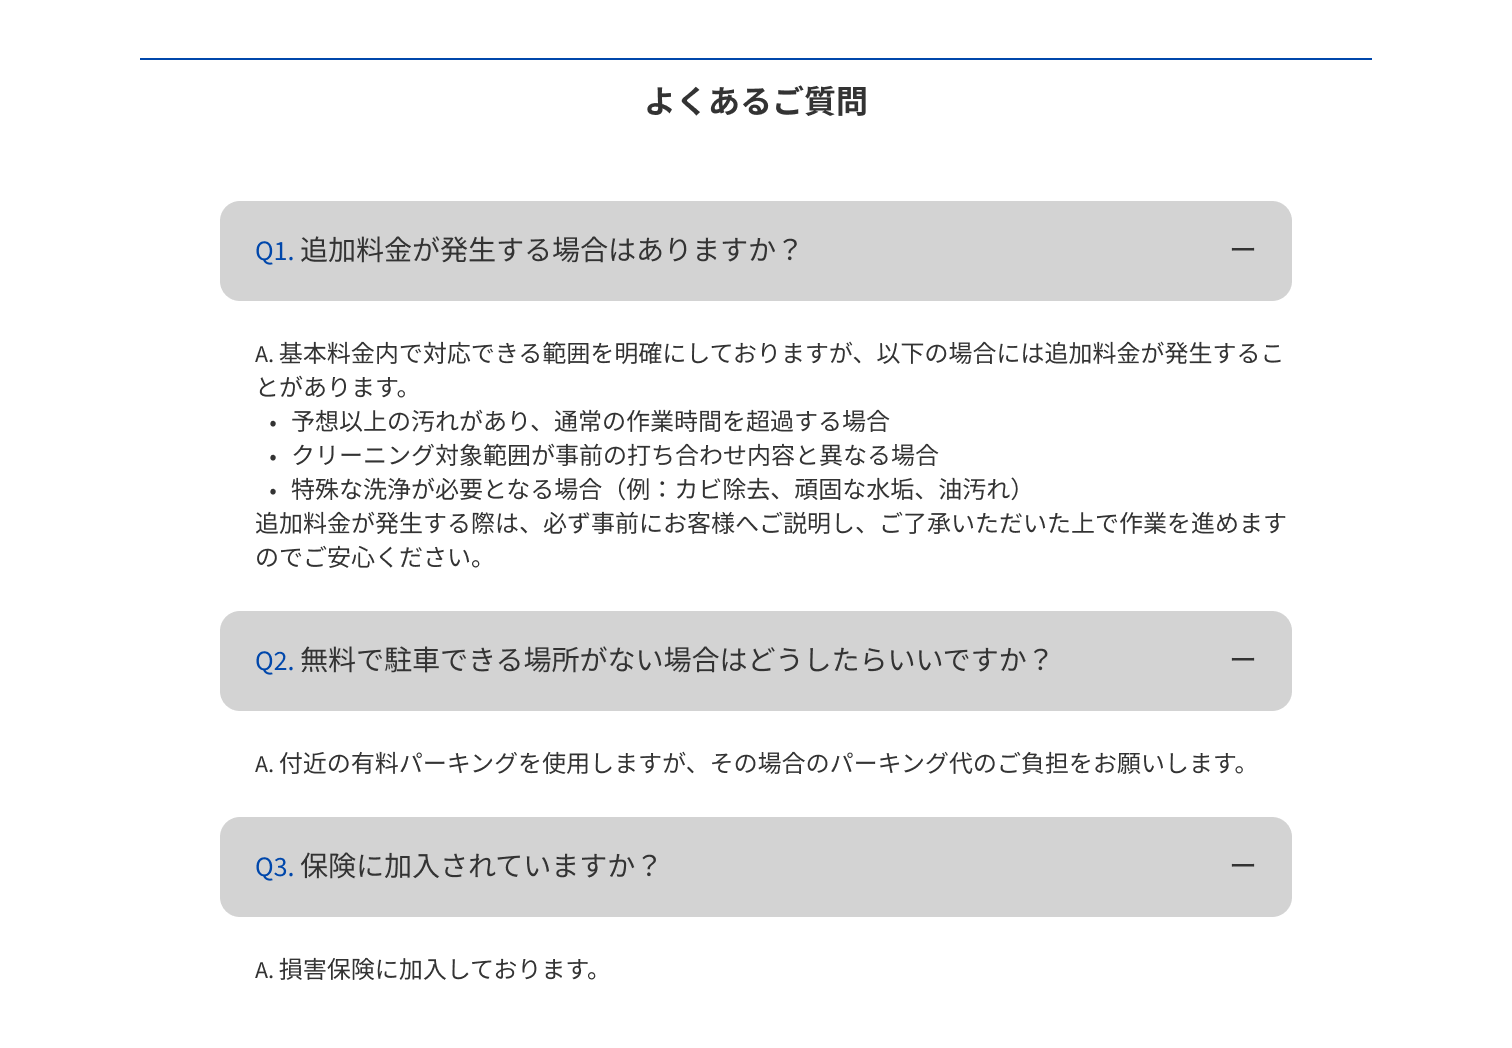 よくあるご質問
Q1. 追加料金が発生する場合はありますか？
A. 基本料金内で対応できる範囲を明確にしておりますが、以下の場合には追加料金が発生するこ
とがあります。
• 予想以上の汚れがあり、通常の作業時間を超過する場合
• クリーニング対象範囲が事前の打ち合わせ内容と異なる場合
• 特殊な洗浄が必要となる場合（例：カビ除去、頑固な水垢、油汚れ）
追加料金が発生する際は、必ず事前にお客様へご説明し、ご了承いただいた上で作業を進めます
のでご安心ください。
Q2. 無料で駐車できる場所がない場合はどうしたらいいですか？
A. 付近の有料パーキングを使用しますが、その場合のパーキング代のご負担をお願いします。
Q3. 保険に加入されていますか？
A. 損害保険に加入しております。